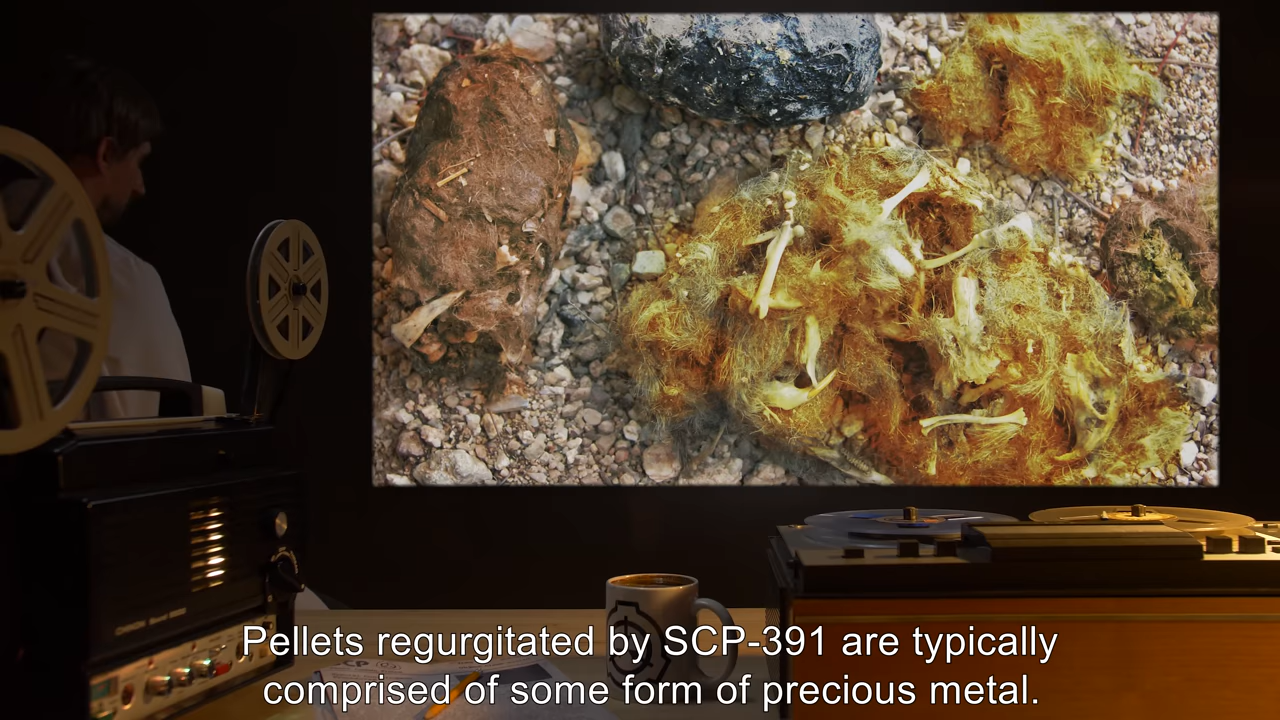 Pellets regurgitated by SCP-391 are typically
comprised of some form of precious metal.